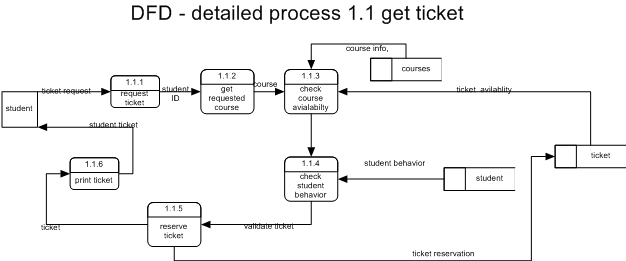 DFD - detailed process 1.1 get ticket
course info,
courses
1.1.1
request
ticket
1.1.2
get
requested
course
1.1.3
check
course
avialabilty
ticket request
student
ID
course
ticket avilablity
student
student ticket
1.1.6
print ticket
1.1.4
check
student
behavior
student behavior
student
ticket
1.1.5
reserve
ticket
ticket
validate ticket
ticket reservation